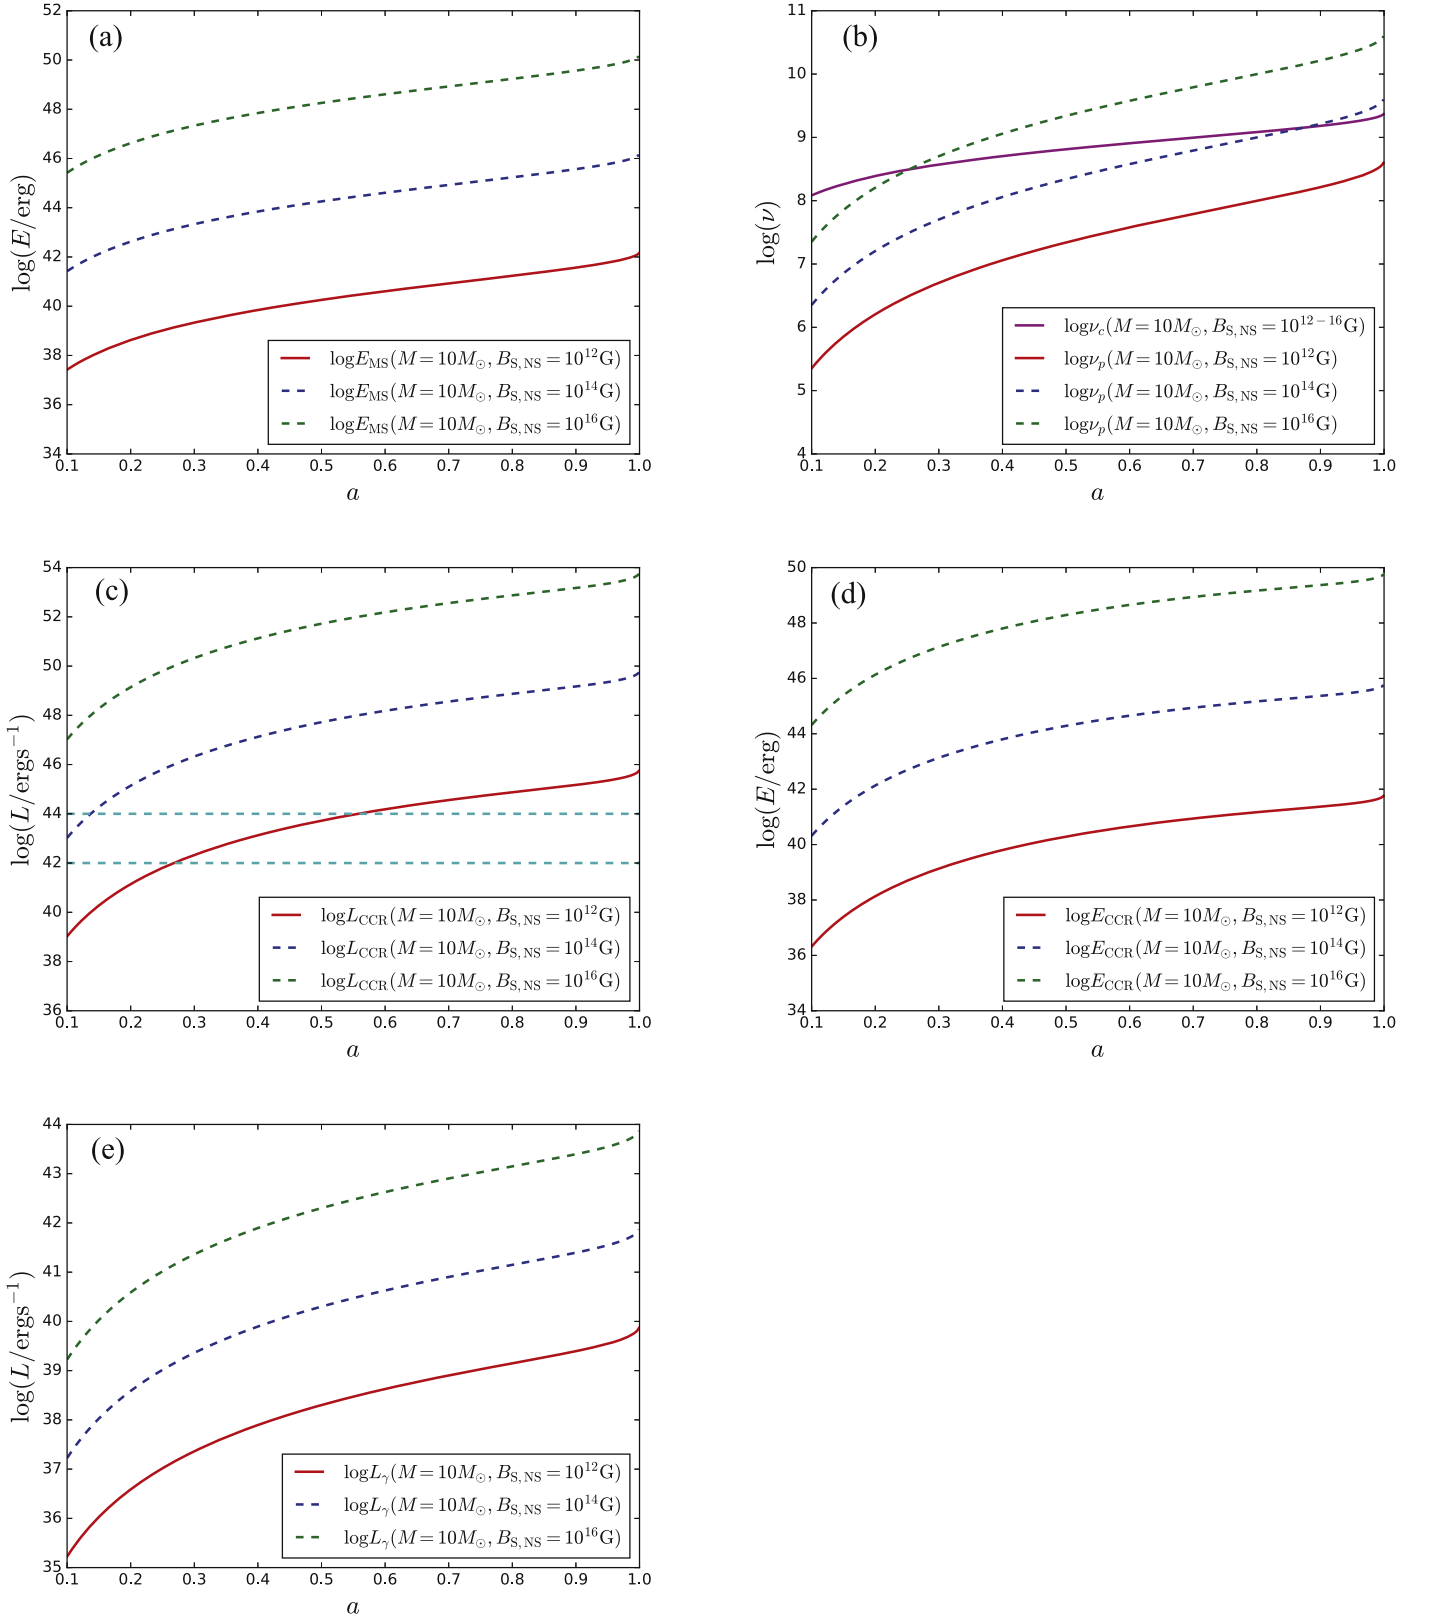 (a)
52
50
48
46
44
42
40
38
36
34
log(E/erg)
logE_MS(M=10M_⊙, B_S,NS=10^12G)
logE_MS(M=10M_⊙, B_S,NS=10^14G)
logE_MS(M=10M_⊙, B_S,NS=10^16G)
0.1 0.2 0.3 0.4 0.5 0.6 0.7 0.8 0.9 1.0
a
(b)
11
10
9
8
7
6
5
4
log(ν)
logν_c(M=10M_⊙, B_S,NS=10^12−16G)
logν_p(M=10M_⊙, B_S,NS=10^12G)
logν_p(M=10M_⊙, B_S,NS=10^14G)
logν_p(M=10M_⊙, B_S,NS=10^16G)
0.1 0.2 0.3 0.4 0.5 0.6 0.7 0.8 0.9 1.0
a
(c)
54
52
50
48
46
44
42
40
38
36
log(L/ergs^−1)
logL_CCR(M=10M_⊙, B_S,NS=10^12G)
logL_CCR(M=10M_⊙, B_S,NS=10^14G)
logL_CCR(M=10M_⊙, B_S,NS=10^16G)
0.1 0.2 0.3 0.4 0.5 0.6 0.7 0.8 0.9 1.0
a
(d)
50
48
46
44
42
40
38
36
34
log(E/erg)
logE_CCR(M=10M_⊙, B_S,NS=10^12G)
logE_CCR(M=10M_⊙, B_S,NS=10^14G)
logE_CCR(M=10M_⊙, B_S,NS=10^16G)
0.1 0.2 0.3 0.4 0.5 0.6 0.7 0.8 0.9 1.0
a
(e)
44
43
42
41
40
39
38
37
36
35
log(L/ergs^−1)
logL_γ(M=10M_⊙, B_S,NS=10^12G)
logL_γ(M=10M_⊙, B_S,NS=10^14G)
logL_γ(M=10M_⊙, B_S,NS=10^16G)
0.1 0.2 0.3 0.4 0.5 0.6 0.7 0.8 0.9 1.0
a